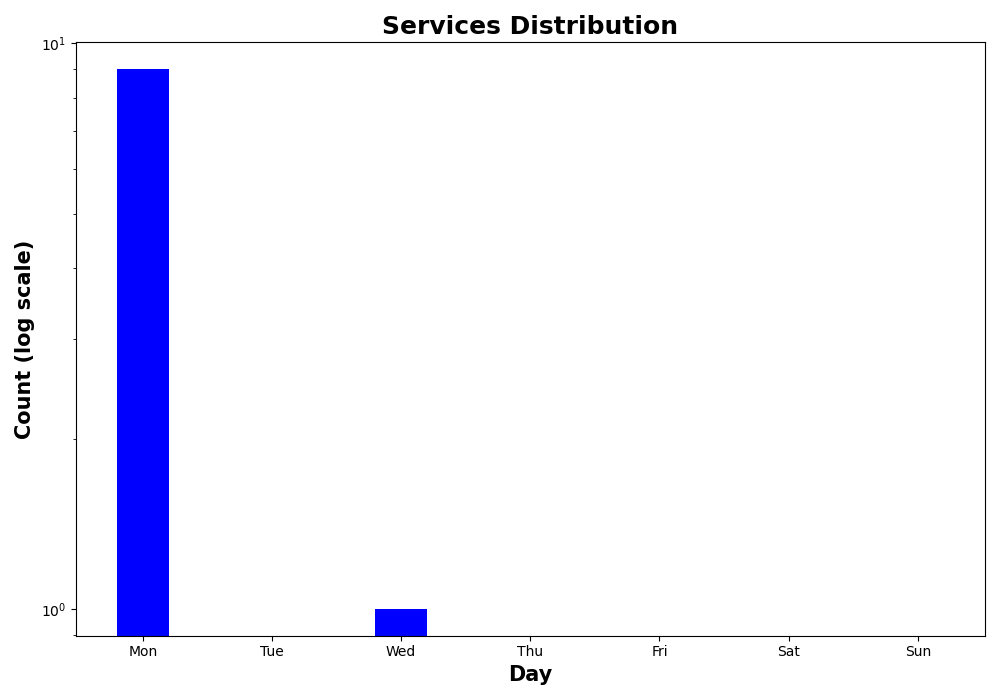 Services Distribution
10¹
10⁰
Count (log scale)
Mon Tue Wed Thu Fri Sat Sun
Day